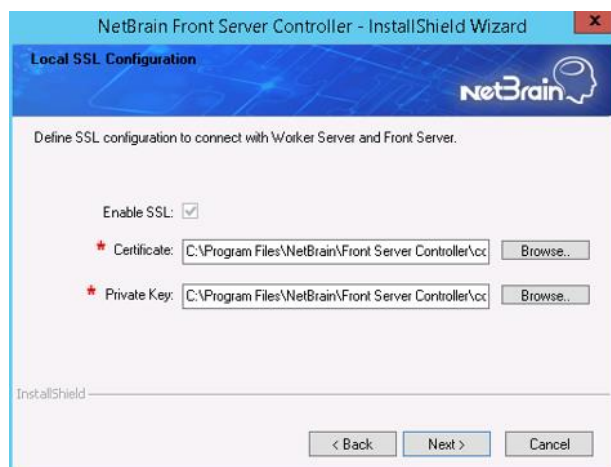 NetBrain Front Server Controller - InstallShield Wizard
x
Local SSL Configuration
NetBrain
Define SSL configuration to connect with Worker Server and Front Server.
Enable SSL:
* Certificate: C:\Program Files\NetBrain\Front Server Controller\cc Browse..
* Private Key: C:\Program Files\NetBrain\Front Server Controller\cc Browse..
InstallShield
< Back Next > Cancel